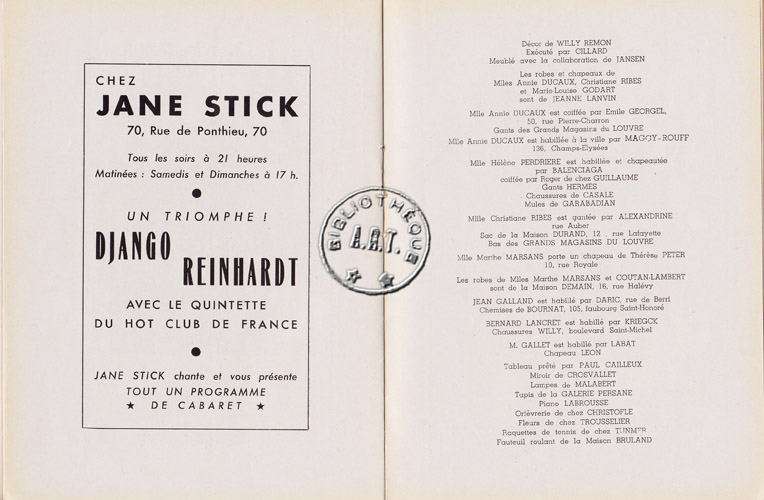 CHEZ
JANE STICK
70, Rue de Ponthieu, 70
Tous les soirs à 21 heures
Matinées : Samedis et Dimanches à 17 h.
UN TRIOMPHE !
DJANGO
REINHARDT
AVEC LE QUINTETTE
DU HOT CLUB DE FRANCE
JANE STICK chante et vous présente
TOUT UN PROGRAMME
★ DE CABARET ★
BIBLIOTHÈQUE
A.R.T.
Décor de WILLY REMON
Exécuté par CILLARD
Meublé avec la collaboration de JANSEN
Les robes et chapeaux de
Mlles Annie DUCAUX, Christiane RIBES
et Marie-Louise GODART
sont de JEANNE LANVIN
Mlle Annie DUCAUX est coiffée par Emile GEORGEL,
50, rue Pierre-Charron
Gants des Grands Magasins du LOUVRE
Mlle Annie DUCAUX est habillée à la ville par MAGGY-ROUFF
136, Champs-Elysées
Mlle Hélène PERDRIERE est habillée et chapeautée
par BALENCIAGA
coiffée par Roger de chez GUILLAUME
Gants HERMES
Chaussures de CASALE
Mules de GARABADIAN
Mlle Christiane RIBES est gantée par ALEXANDRINE
rue Auber
Sac de la Maison DURAND, 12, rue Lafayette
Bas des GRANDS MAGASINS DU LOUVRE
Mlle Marthe MARSANS porte un chapeau de Thérèse PETER
10, rue Royale
Les robes de Mlles Marthe MARSANS et COUTAN-LAMBERT
sont de la Maison DEMAIN, 16, rue Halévy
JEAN GALLAND est habillé par DARIC, rue de Berri
Chemises de BOURNAT, 105, faubourg Saint-Honoré
BERNARD LANCRET est habillé par KRIEGCK
Chaussures WILLY, boulevard Saint-Michel
M. GALLET est habillé par LABAT
Chapeau LEON
Tableau prêté par PAUL CAILLEUX
Miroir de CROSVALLET
Lampes de MALABERT
Tapis de la GALERIE PERSANE
Piano LABROUSSE
Orfèvrerie de chez CHRISTOFLE
Fleurs de chez TROUSSELIER
Raquettes de tennis de chez TUNMER
Fauteuil roulant de la Maison BRULAND